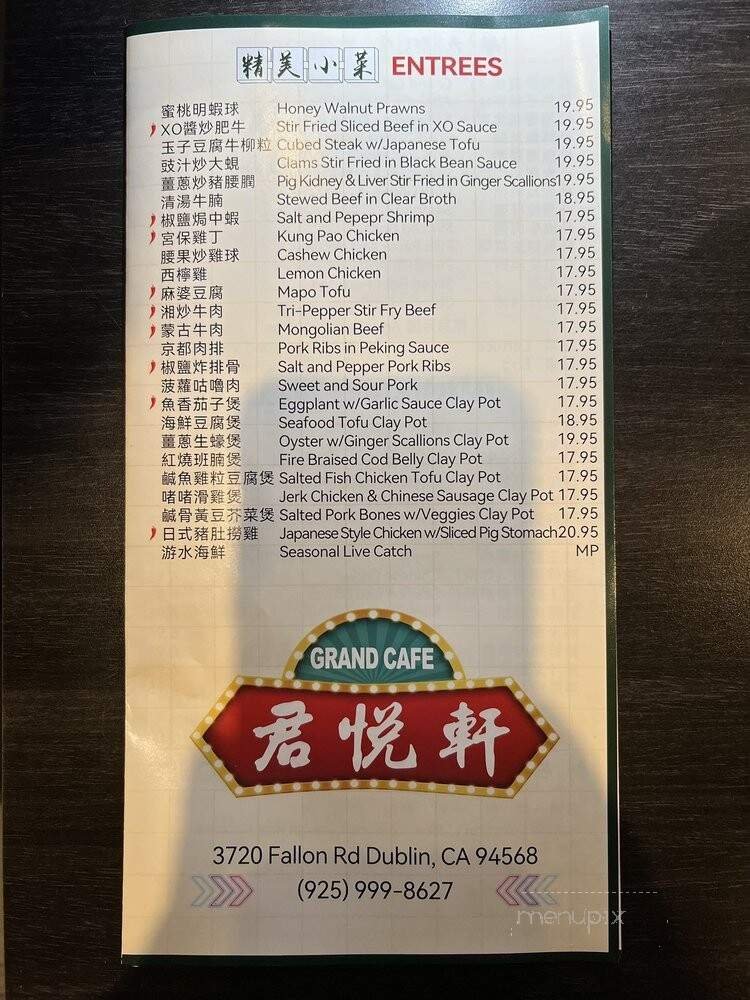 精美小菜 ENTREES
蜜桃明蝦球 Honey Walnut Prawns 19.95
XO醬炒肥牛 Stir Fried Sliced Beef in XO Sauce 19.95
玉子豆腐牛柳粒 Cubed Steak w/Japanese Tofu 19.95
豉汁炒大蜆 Clams Stir Fried in Black Bean Sauce 19.95
薑蔥炒豬腰膶 Pig Kidney & Liver Stir Fried in Ginger Scallions 19.95
清湯牛腩 Stewed Beef in Clear Broth 18.95
椒鹽焗中蝦 Salt and Pepepr Shrimp 17.95
宮保雞丁 Kung Pao Chicken 17.95
腰果炒雞球 Cashew Chicken 17.95
西檸雞 Lemon Chicken 17.95
麻婆豆腐 Mapo Tofu 17.95
湘炒牛肉 Tri-Pepper Stir Fry Beef 17.95
蒙古牛肉 Mongolian Beef 17.95
京都肉排 Pork Ribs in Peking Sauce 17.95
椒鹽炸排骨 Salt and Pepper Pork Ribs 17.95
菠蘿咕嚕肉 Sweet and Sour Pork 17.95
魚香茄子煲 Eggplant w/Garlic Sauce Clay Pot 17.95
海鮮豆腐煲 Seafood Tofu Clay Pot 18.95
薑蔥生蠔煲 Oyster w/Ginger Scallions Clay Pot 19.95
紅燒班腩煲 Fire Braised Cod Belly Clay Pot 17.95
鹹魚雞粒豆腐煲 Salted Fish Chicken Tofu Clay Pot 17.95
啫啫滑雞煲 Jerk Chicken & Chinese Sausage Clay Pot 17.95
鹹骨黃豆芥菜煲 Salted Pork Bones w/Veggies Clay Pot 17.95
日式豬肚撈雞 Japanese Style Chicken w/Sliced Pig Stomach 20.95
游水海鮮 Seasonal Live Catch MP
GRAND CAFE
君悦軒
3720 Fallon Rd Dublin, CA 94568
(925) 999-8627
menupix